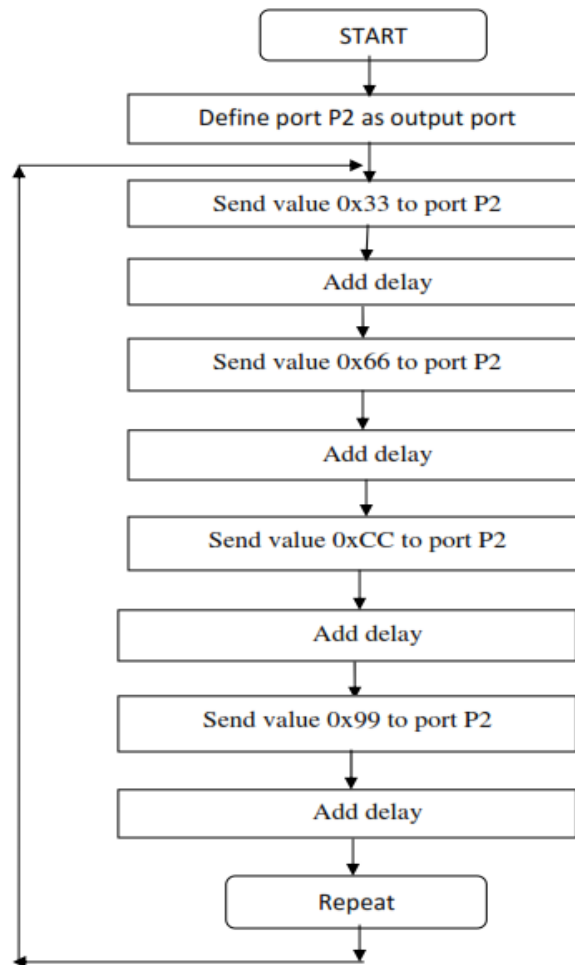 START
Define port P2 as output port
Send value 0x33 to port P2
Add delay
Send value 0x66 to port P2
Add delay
Send value 0xCC to port P2
Add delay
Send value 0x99 to port P2
Add delay
Repeat